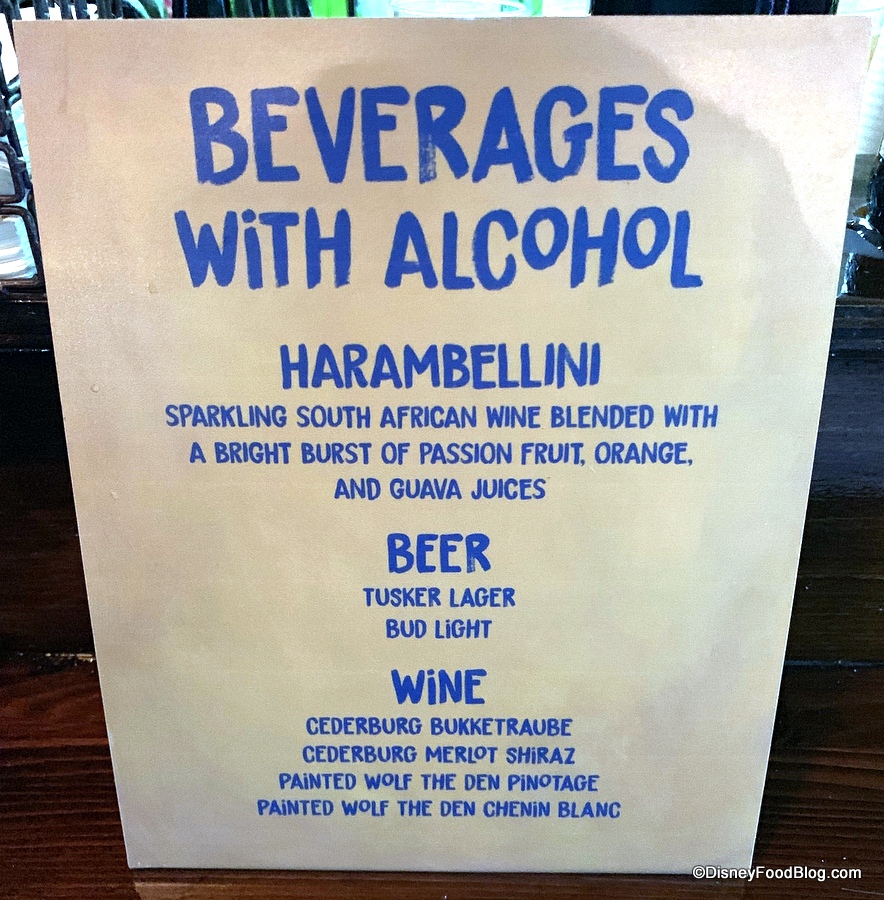 BEVERAGES
WiTH ALCOHOL
HARAMBELLINI
SPARKLING SOUTH AFRICAN WINE BLENDED WITH
A BRIGHT BURST OF PASSION FRUIT, ORANGE,
AND GUAVA JUICES
BEER
TUSKER LAGER
BUD LiGHT
WiNE
CEDERBURG BUKKETRAUBE
CEDERBURG MERLOT SHiRAZ
PAiNTED WOLF THE DEN PiNOTAGE
PAiNTED WOLF THE DEN CHENiN BLANC
©DisneyFoodBlog.com